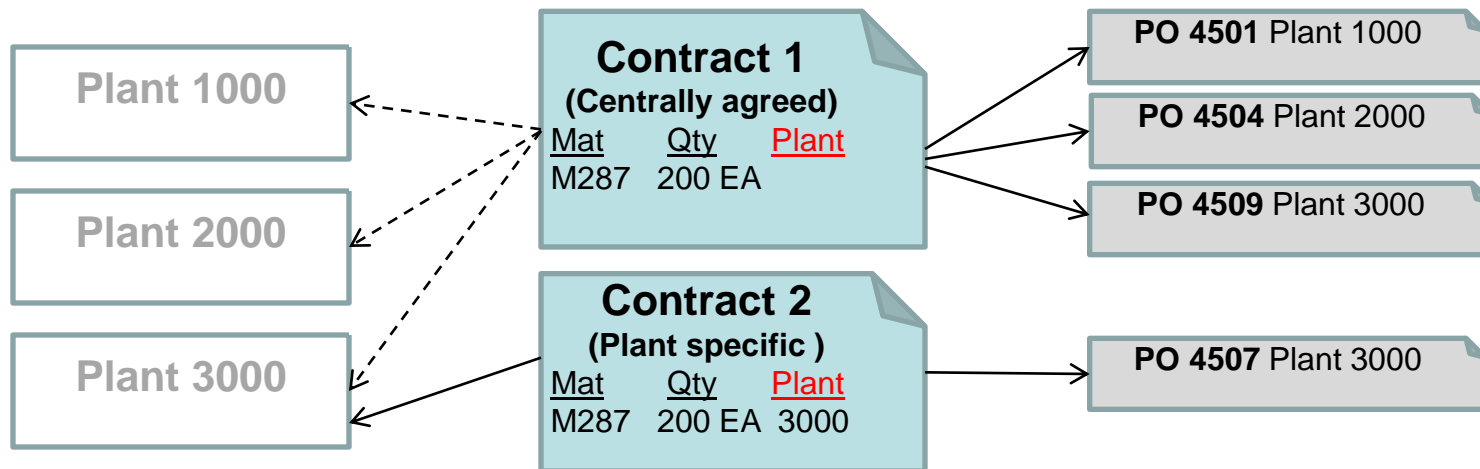 Plant 1000
Plant 2000
Plant 3000
Contract 1
(Centrally agreed)
Mat Qty Plant
M287 200 EA
Contract 2
(Plant specific )
Mat Qty Plant
M287 200 EA 3000
PO 4501 Plant 1000
PO 4504 Plant 2000
PO 4509 Plant 3000
PO 4507 Plant 3000